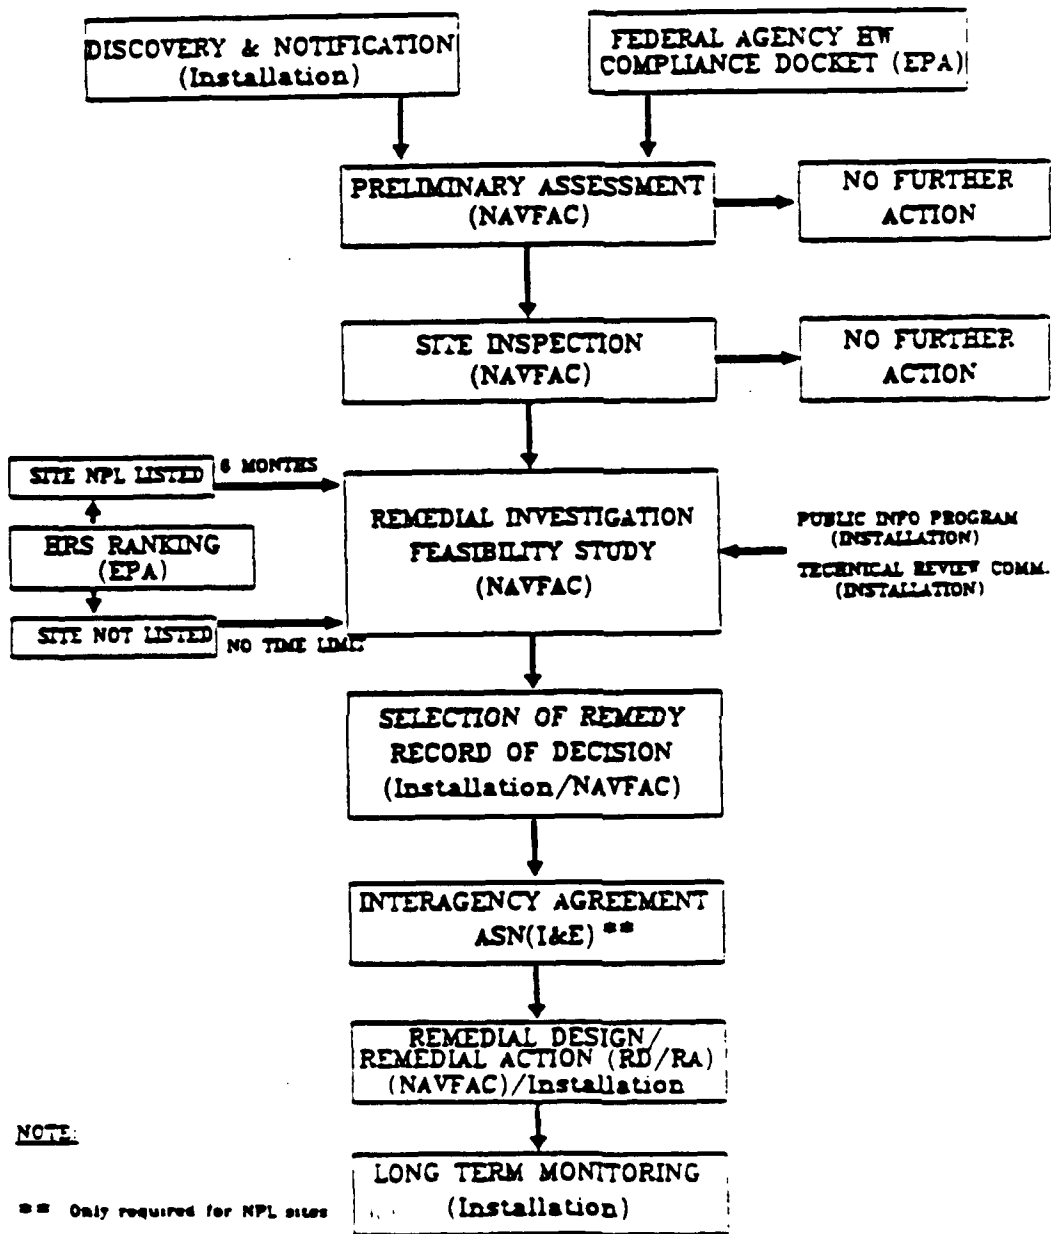 DISCOVERY & NOTIFICATION
(Installation)
FEDERAL AGENCY HW
COMPLIANCE DOCKET (EPA)
PRELIMINARY ASSESSMENT
(NAVFAC)
NO FURTHER
ACTION
SITE INSPECTION
(NAVFAC)
NO FURTHER
ACTION
SITE NPL LISTED
6 MONTHS
HRS RANKING
(EPA)
SITE NOT LISTED
NO TIME LIMIT
REMEDIAL INVESTIGATION
FEASIBILITY STUDY
(NAVFAC)
PUBLIC INFO PROGRAM
(INSTALLATION)
TECHNICAL REVIEW COMM.
(INSTALLATION)
SELECTION OF REMEDY
RECORD OF DECISION
(Installation/NAVFAC)
INTERAGENCY AGREEMENT
ASN(I&E) **
REMEDIAL DESIGN/
REMEDIAL ACTION (RD/RA)
(NAVFAC)/Installation
LONG TERM MONITORING
(Installation)
NOTE:
** Only required for NPL sites